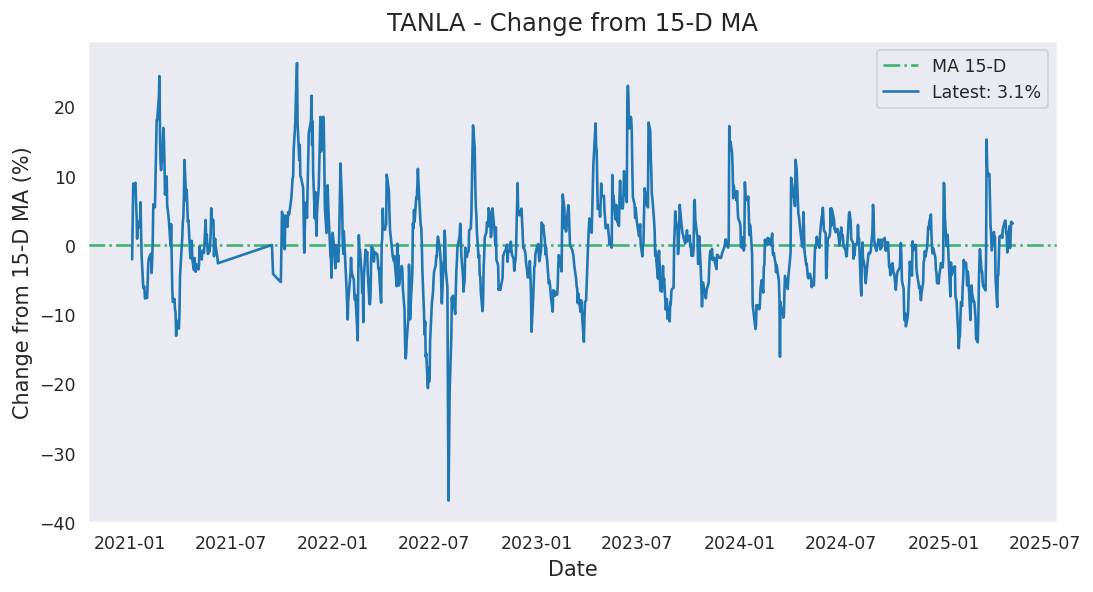 TANLA - Change from 15-D MA
MA 15-D
Latest: 3.1%
Change from 15-D MA (%)
20
10
0
−10
−20
−30
−40
2021-01 2021-07 2022-01 2022-07 2023-01 2023-07 2024-01 2024-07 2025-01 2025-07
Date